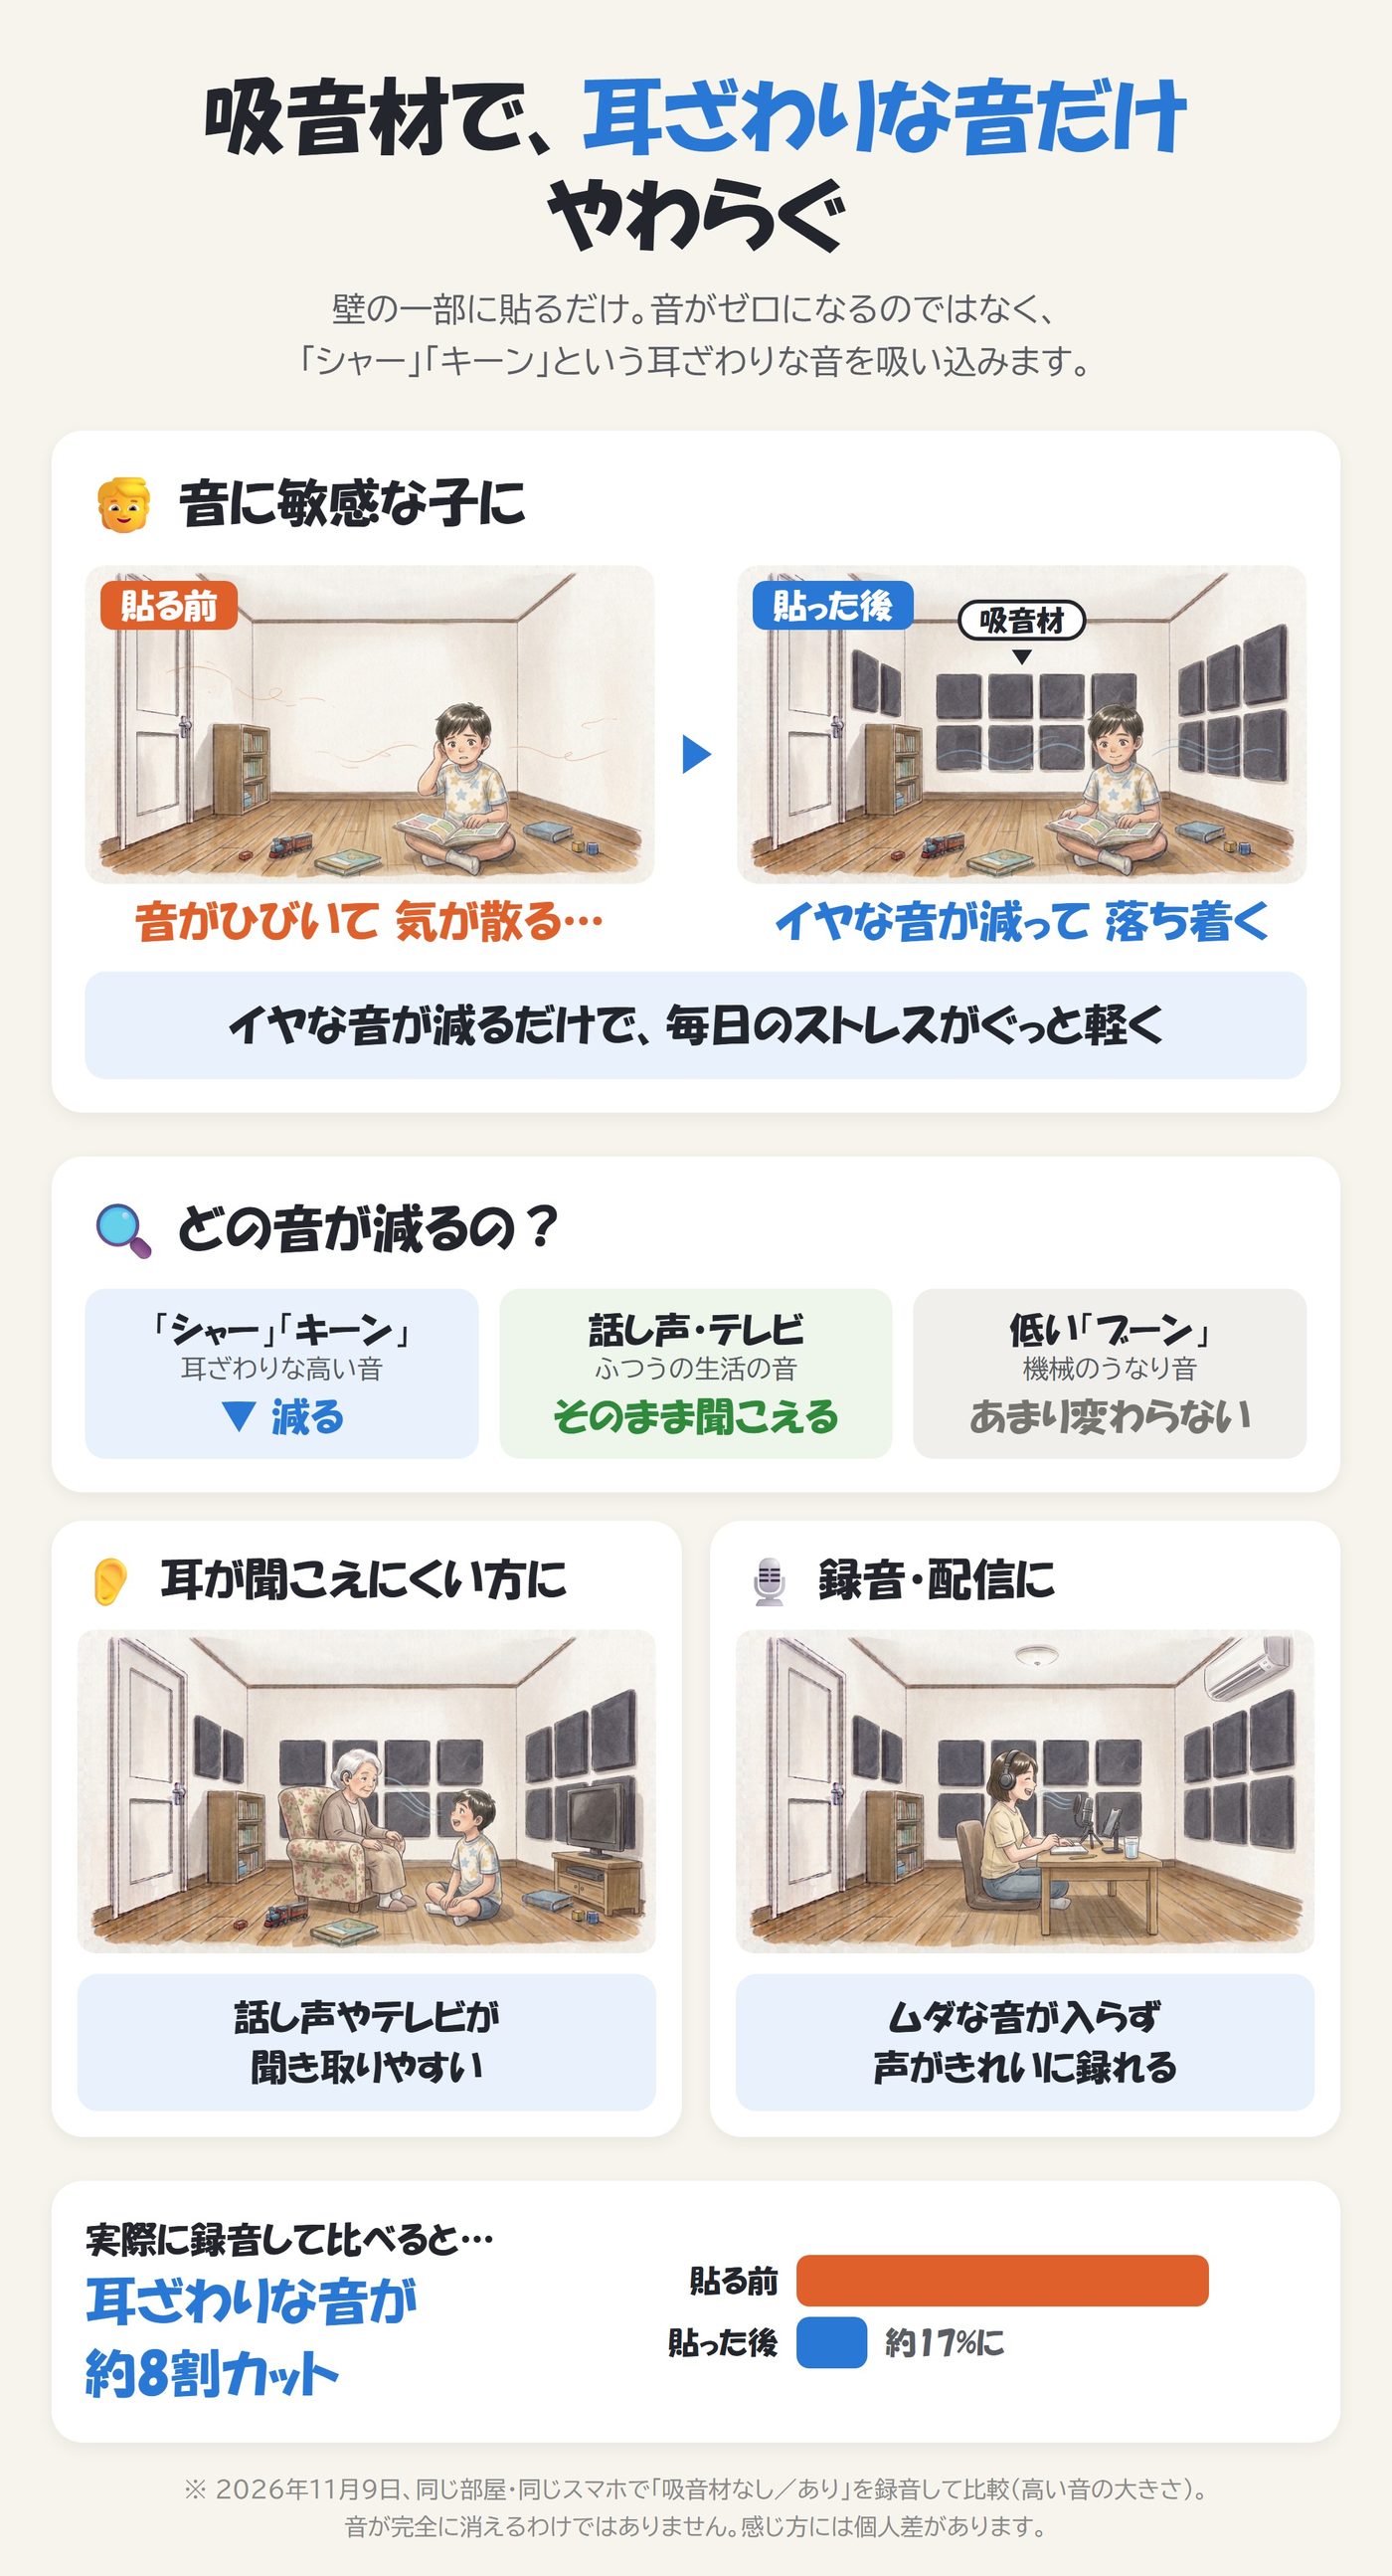 吸音材で、耳ざわりな音だけ
やわらぐ
壁の一部に貼るだけ。音がゼロになるのではなく、
「シャー」「キーン」という耳ざわりな音を吸い込みます。
音に敏感な子に
貼る前
貼った後
吸音材
音がひびいて 気が散る…
イヤな音が減って 落ち着く
イヤな音が減るだけで、毎日のストレスがぐっと軽く
どの音が減るの？
「シャー」「キーン」
耳ざわりな高い音
▼ 減る
話し声・テレビ
ふつうの生活の音
そのまま聞こえる
低い「ブーン」
機械のうなり音
あまり変わらない
耳が聞こえにくい方に
話し声やテレビが
聞き取りやすい
録音・配信に
ムダな音が入らず
声がきれいに録れる
実際に録音して比べると…
耳ざわりな音が
約8割カット
貼る前
貼った後 約17%に
※ 2026年11月9日、同じ部屋・同じスマホで「吸音材なし／あり」を録音して比較（高い音の大きさ）。
音が完全に消えるわけではありません。感じ方には個人差があります。